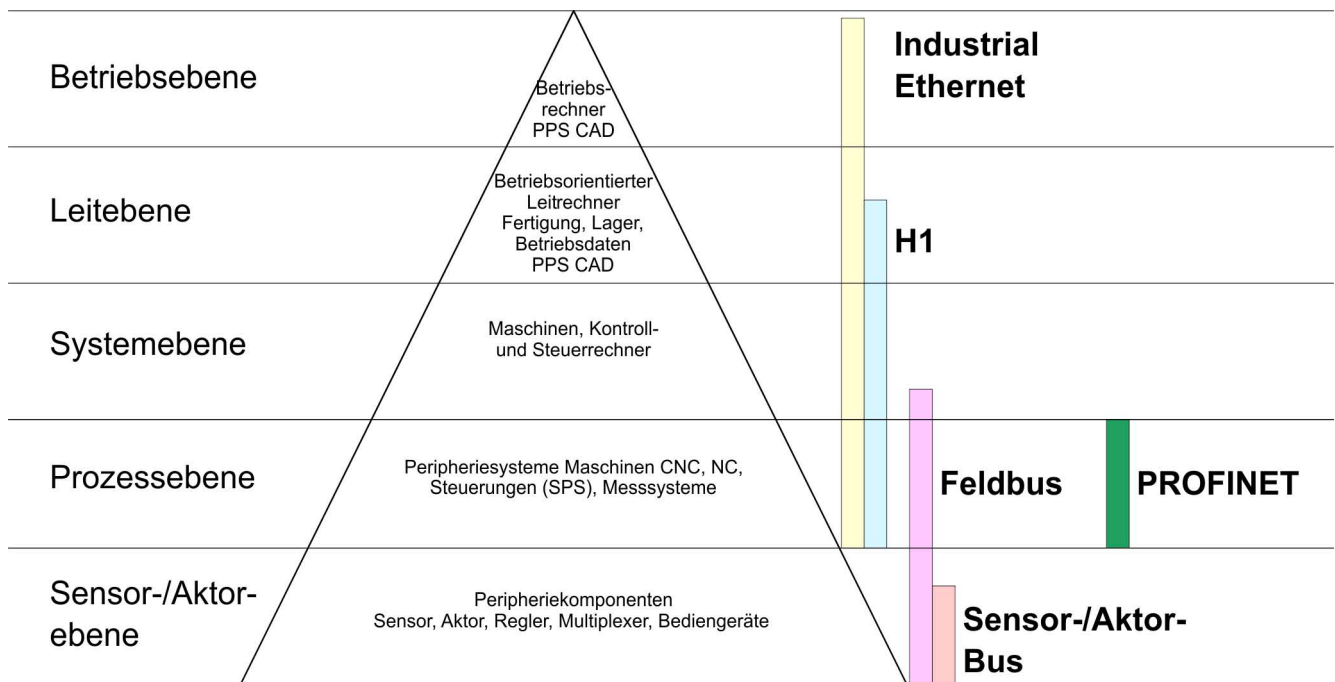 Betriebsebene
Betriebs-
rechner
PPS CAD
Industrial
Ethernet
Leitebene
Betriebsorientierter
Leitrechner
Fertigung, Lager,
Betriebsdaten
PPS CAD
H1
Systemebene
Maschinen, Kontroll-
und Steuerrechner
Prozessebene
Peripheriesysteme Maschinen CNC, NC,
Steuerungen (SPS), Messsysteme
Feldbus
PROFINET
Sensor-/Aktor-
ebene
Peripheriekomponenten
Sensor, Aktor, Regler, Multiplexer, Bediengeräte
Sensor-/Aktor-
Bus